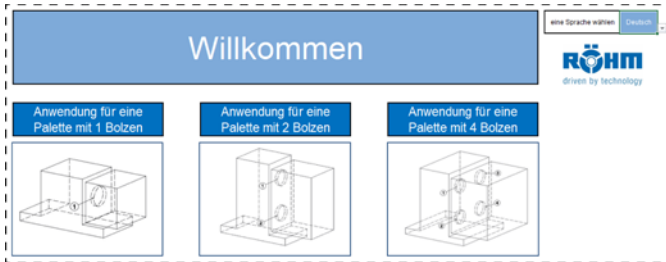 Willkommen
eine Sprache wählen
Deutsch
RÖHM
driven by technology
Anwendung für eine
Palette mit 1 Bolzen
Anwendung für eine
Palette mit 2 Bolzen
Anwendung für eine
Palette mit 4 Bolzen